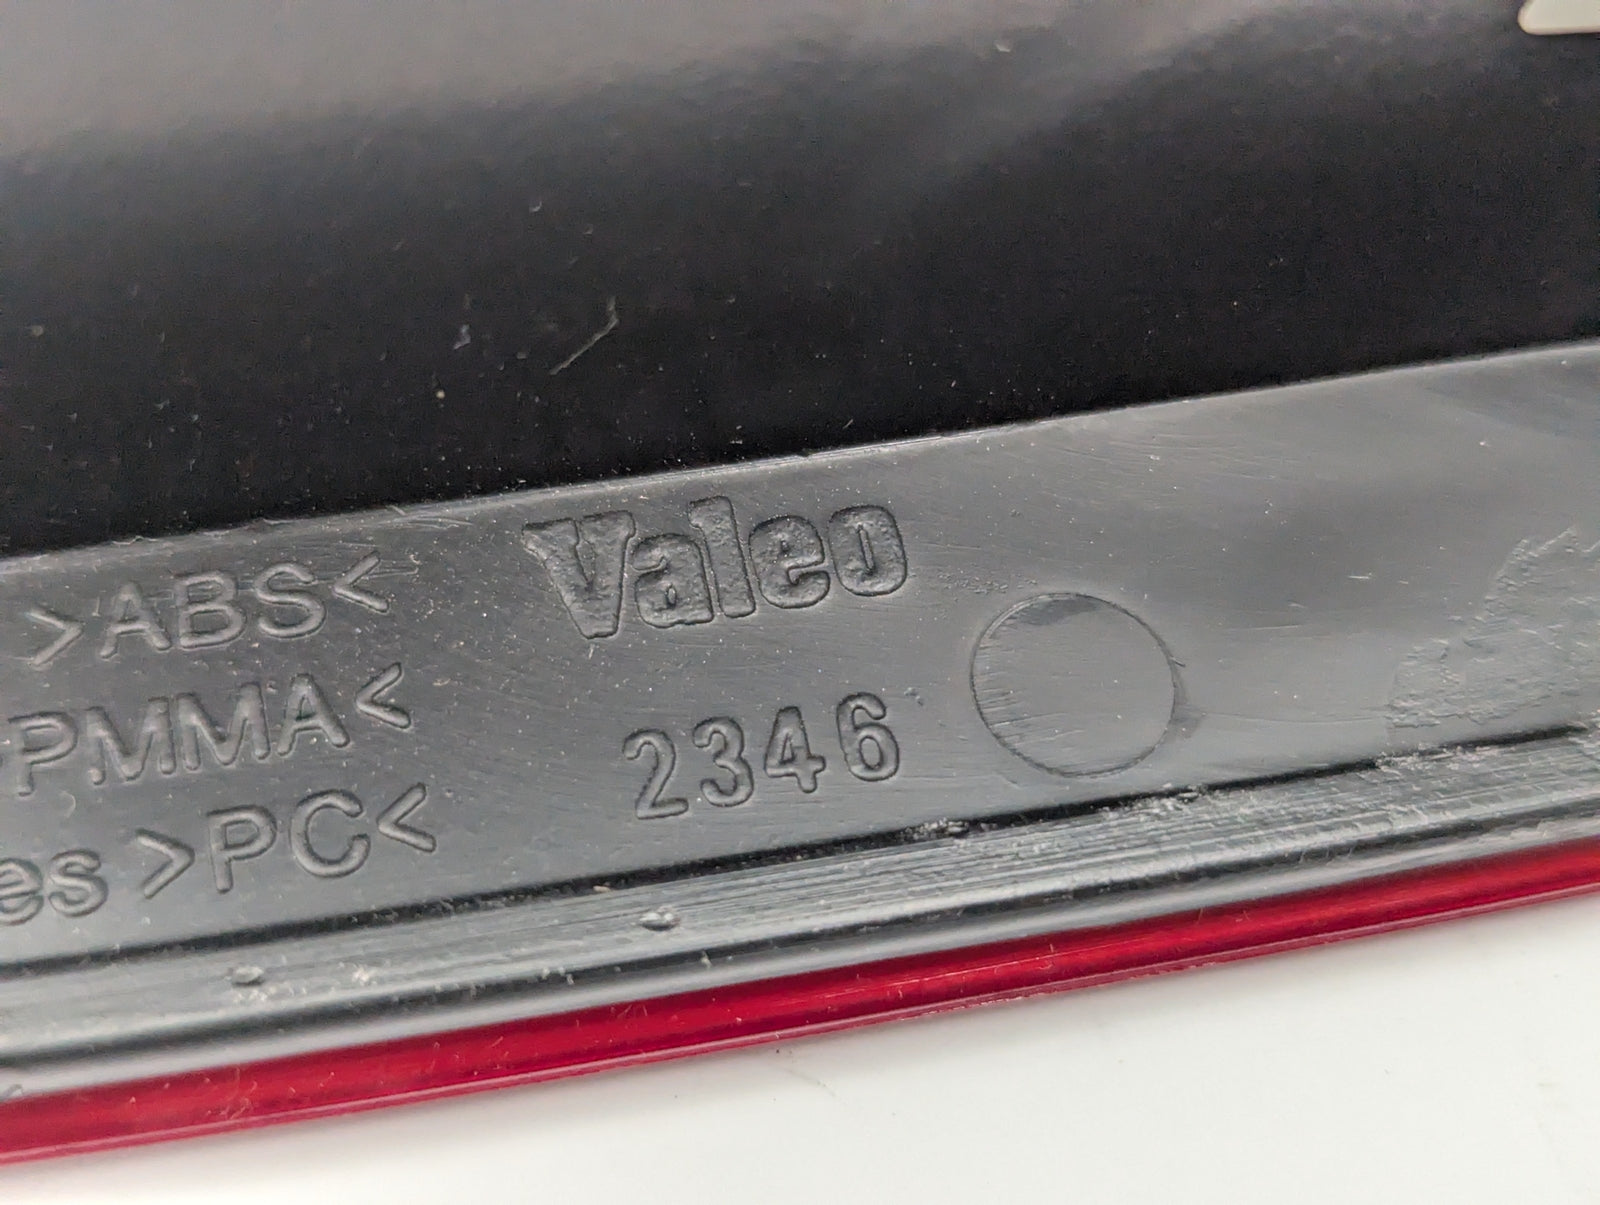 >ABS<
>PMMA<
es >PC<
Valeo
2346